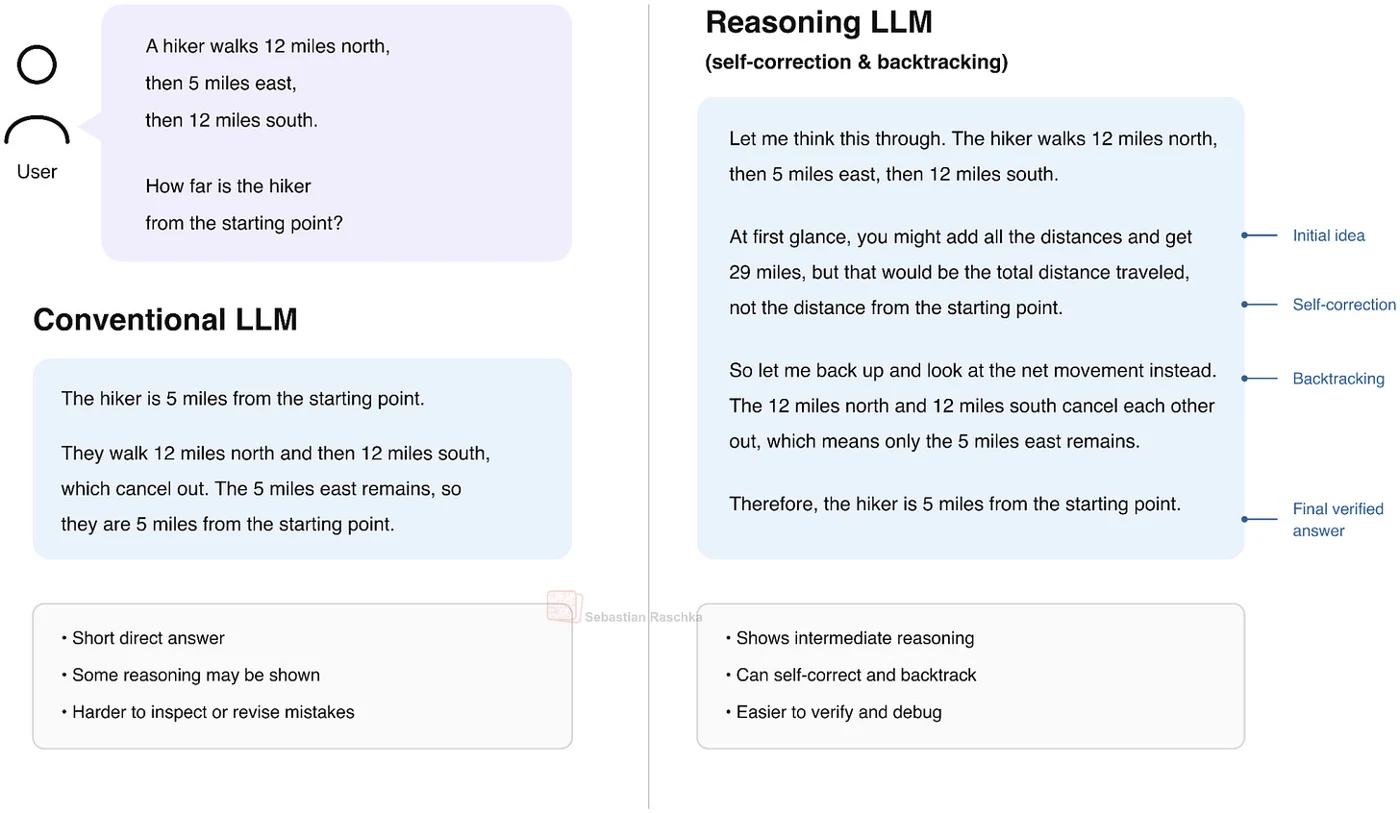 A hiker walks 12 miles north,
then 5 miles east,
then 12 miles south.
How far is the hiker
from the starting point?
User
Conventional LLM
The hiker is 5 miles from the starting point.
They walk 12 miles north and then 12 miles south,
which cancel out. The 5 miles east remains, so
they are 5 miles from the starting point.
• Short direct answer
• Some reasoning may be shown
• Harder to inspect or revise mistakes
Sebastian Raschka
Reasoning LLM
(self-correction & backtracking)
Let me think this through. The hiker walks 12 miles north,
then 5 miles east, then 12 miles south.
At first glance, you might add all the distances and get
29 miles, but that would be the total distance traveled,
not the distance from the starting point.
So let me back up and look at the net movement instead.
The 12 miles north and 12 miles south cancel each other
out, which means only the 5 miles east remains.
Therefore, the hiker is 5 miles from the starting point.
Initial idea
Self-correction
Backtracking
Final verified
answer
• Shows intermediate reasoning
• Can self-correct and backtrack
• Easier to verify and debug